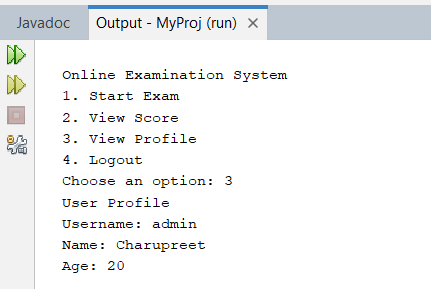 Javadoc
Output - MyProj (run)
Online Examination System
1. Start Exam
2. View Score
3. View Profile
4. Logout
Choose an option: 3
User Profile
Username: admin
Name: Charupreet
Age: 20